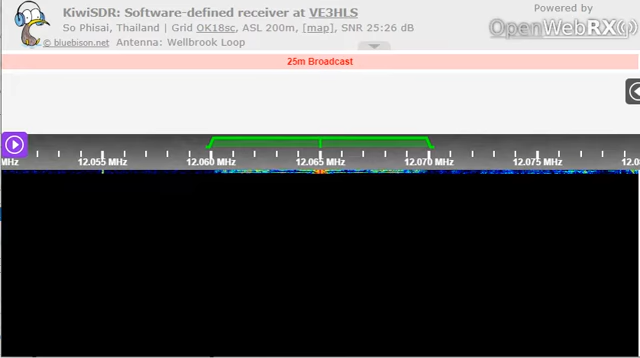 KiwiSDR: Software-defined receiver at VE3HLS
So Phisai, Thailand | Grid OK18sc, ASL 200m, [map], SNR 25:26 dB
© bluebison.net Antenna: Wellbrook Loop
Powered by
OpenWebRX
25m Broadcast
MHz 12.055 MHz 12.060 MHz 12.065 MHz 12.070 MHz 12.075 MHz 12.0